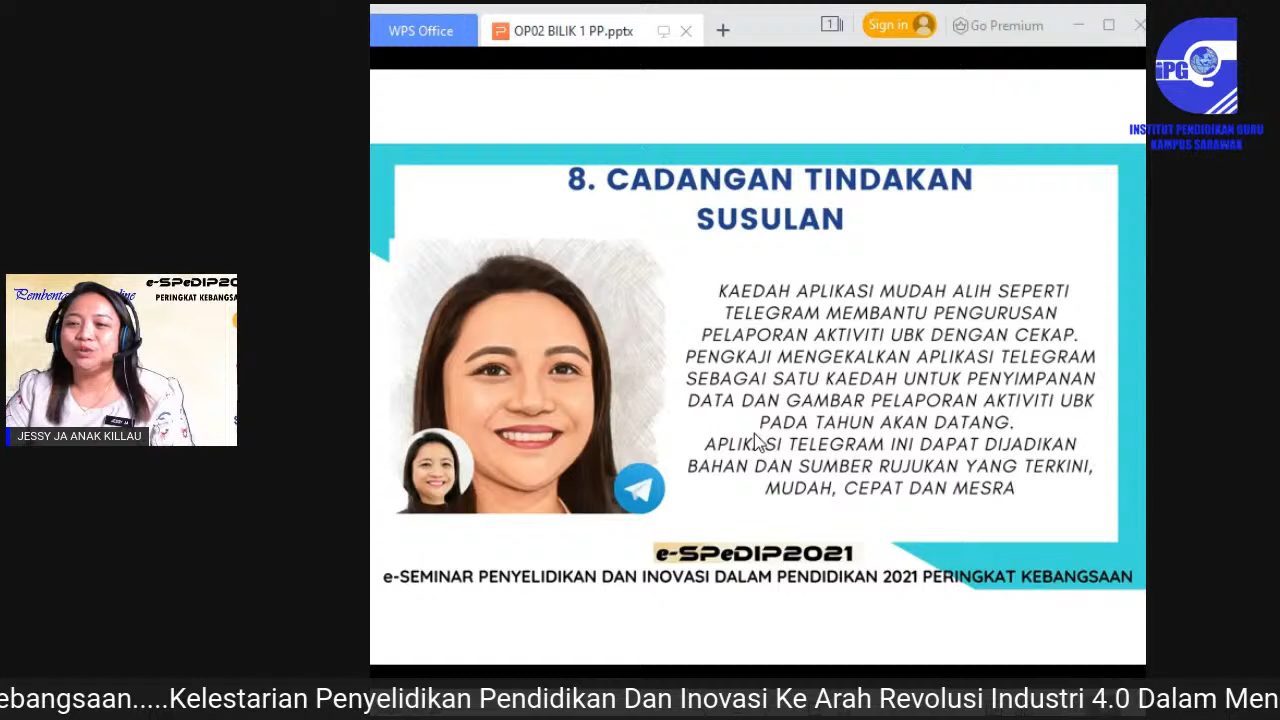 WPS Office
OP02 BILIK 1 PP.pptx
1
Sign in
Go Premium
iPG
INSTITUT PENDIDIKAN GURU
KAMPUS SARAWAK
8. CADANGAN TINDAKAN
SUSULAN
KAEDAH APLIKASI MUDAH ALIH SEPERTI
TELEGRAM MEMBANTU PENGURUSAN
PELAPORAN AKTIVITI UBK DENGAN CEKAP.
PENGKAJI MENGEKALKAN APLIKASI TELEGRAM
SEBAGAI SATU KAEDAH UNTUK PENYIMPANAN
DATA DAN GAMBAR PELAPORAN AKTIVITI UBK
PADA TAHUN AKAN DATANG.
APLIKASI TELEGRAM INI DAPAT DIJADIKAN
BAHAN DAN SUMBER RUJUKAN YANG TERKINI,
MUDAH, CEPAT DAN MESRA
e-SPeDIP2021
e-SEMINAR PENYELIDIKAN DAN INOVASI DALAM PENDIDIKAN 2021 PERINGKAT KEBANGSAAN
e-SPeDIP20
PERINGKAT KEBANGSA
JESSY JA
JESSY JA ANAK KILLAU
ebangsaan.....Kelestarian Penyelidikan Pendidikan Dan Inovasi Ke Arah Revolusi Industri 4.0 Dalam Men